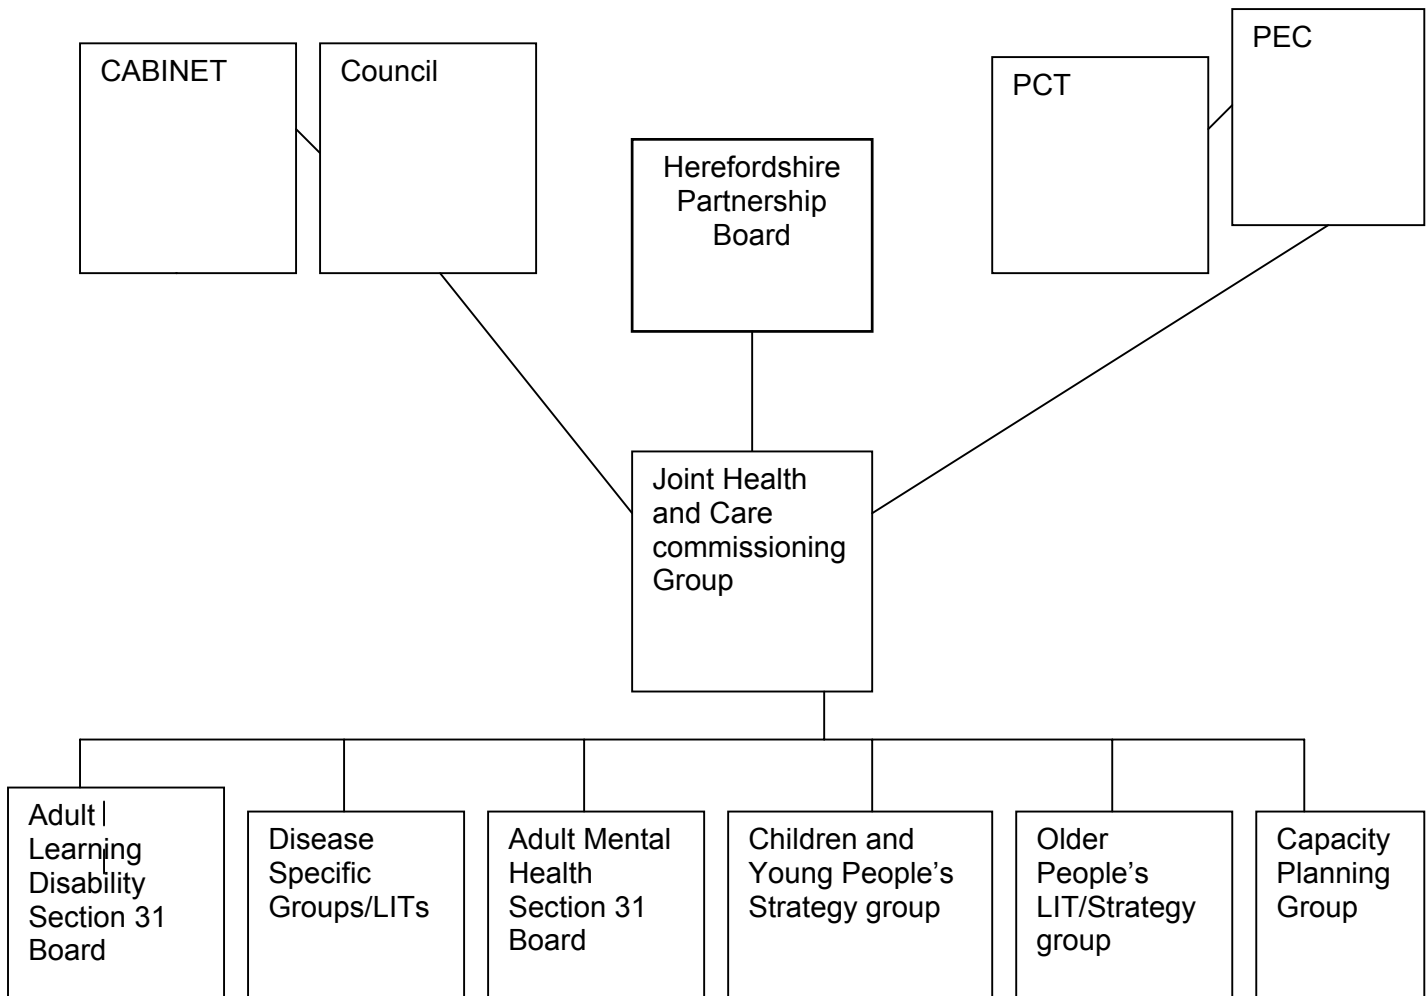 CABINET
Council
PCT
PEC
Herefordshire
Partnership
Board
Joint Health
and Care
commissioning
Group
Adult
Learning
Disability
Section 31
Board
Disease
Specific
Groups/LITs
Adult Mental
Health
Section 31
Board
Children and
Young People’s
Strategy group
Older
People’s
LIT/Strategy
group
Capacity
Planning
Group